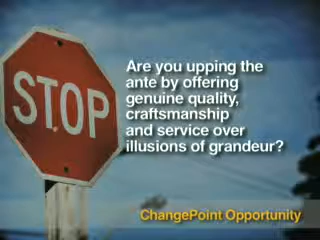 STOP
Are you upping the
ante by offering
genuine quality,
craftsmanship
and service over
illusions of grandeur?
ChangePoint Opportunity